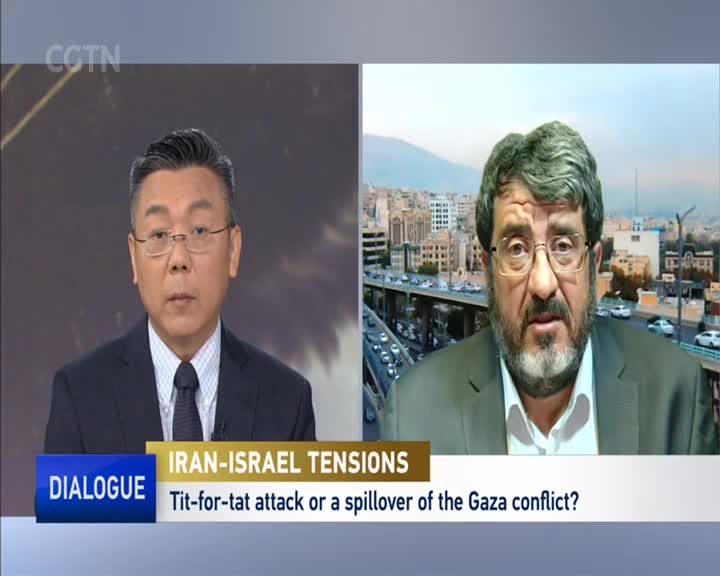 CGTN
IRAN-ISRAEL TENSIONS
DIALOGUE
Tit-for-tat attack or a spillover of the Gaza conflict?